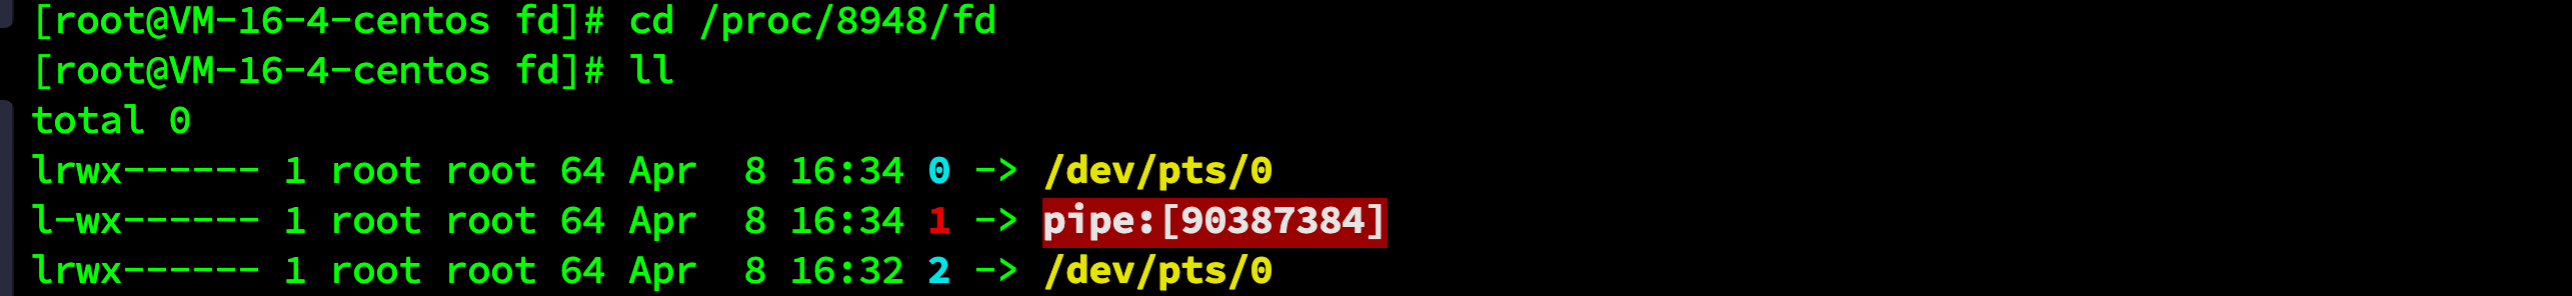 [root@VM-16-4-centos fd]# cd /proc/8948/fd
[root@VM-16-4-centos fd]# ll
total 0
lrwx------ 1 root root 64 Apr  8 16:34 0 -> /dev/pts/0
l-wx------ 1 root root 64 Apr  8 16:34 1 -> pipe:[90387384]
lrwx------ 1 root root 64 Apr  8 16:32 2 -> /dev/pts/0